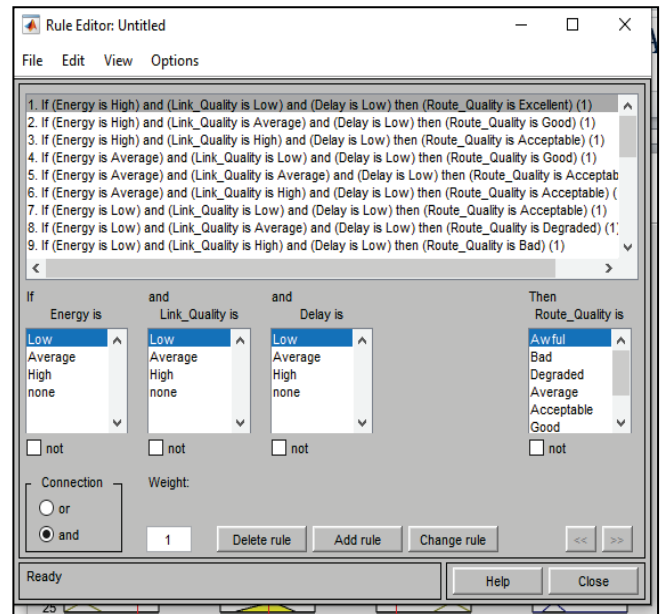 Rule Editor: Untitled
File Edit View Options
1. If (Energy is High) and (Link_Quality is Low) and (Delay is Low) then (Route_Quality is Excellent) (1)
2. If (Energy is High) and (Link_Quality is Average) and (Delay is Low) then (Route_Quality is Good) (1)
3. If (Energy is High) and (Link_Quality is High) and (Delay is Low) then (Route_Quality is Acceptable) (1)
4. If (Energy is Average) and (Link_Quality is Low) and (Delay is Low) then (Route_Quality is Good) (1)
5. If (Energy is Average) and (Link_Quality is Average) and (Delay is Low) then (Route_Quality is Acceptab
6. If (Energy is Average) and (Link_Quality is High) and (Delay is Low) then (Route_Quality is Acceptable) (
7. If (Energy is Low) and (Link_Quality is Low) and (Delay is Low) then (Route_Quality is Acceptable) (1)
8. If (Energy is Low) and (Link_Quality is Average) and (Delay is Low) then (Route_Quality is Degraded) (1)
9. If (Energy is Low) and (Link_Quality is High) and (Delay is Low) then (Route_Quality is Bad) (1)
If and and Then
Energy is Link_Quality is Delay is Route_Quality is
Low Low Low Awful
Average Average Average Bad
High High High Degraded
none none none Average
Acceptable
Good
not not not not
Connection Weight:
or
and 1 Delete rule Add rule Change rule << >>
Ready Help Close
25